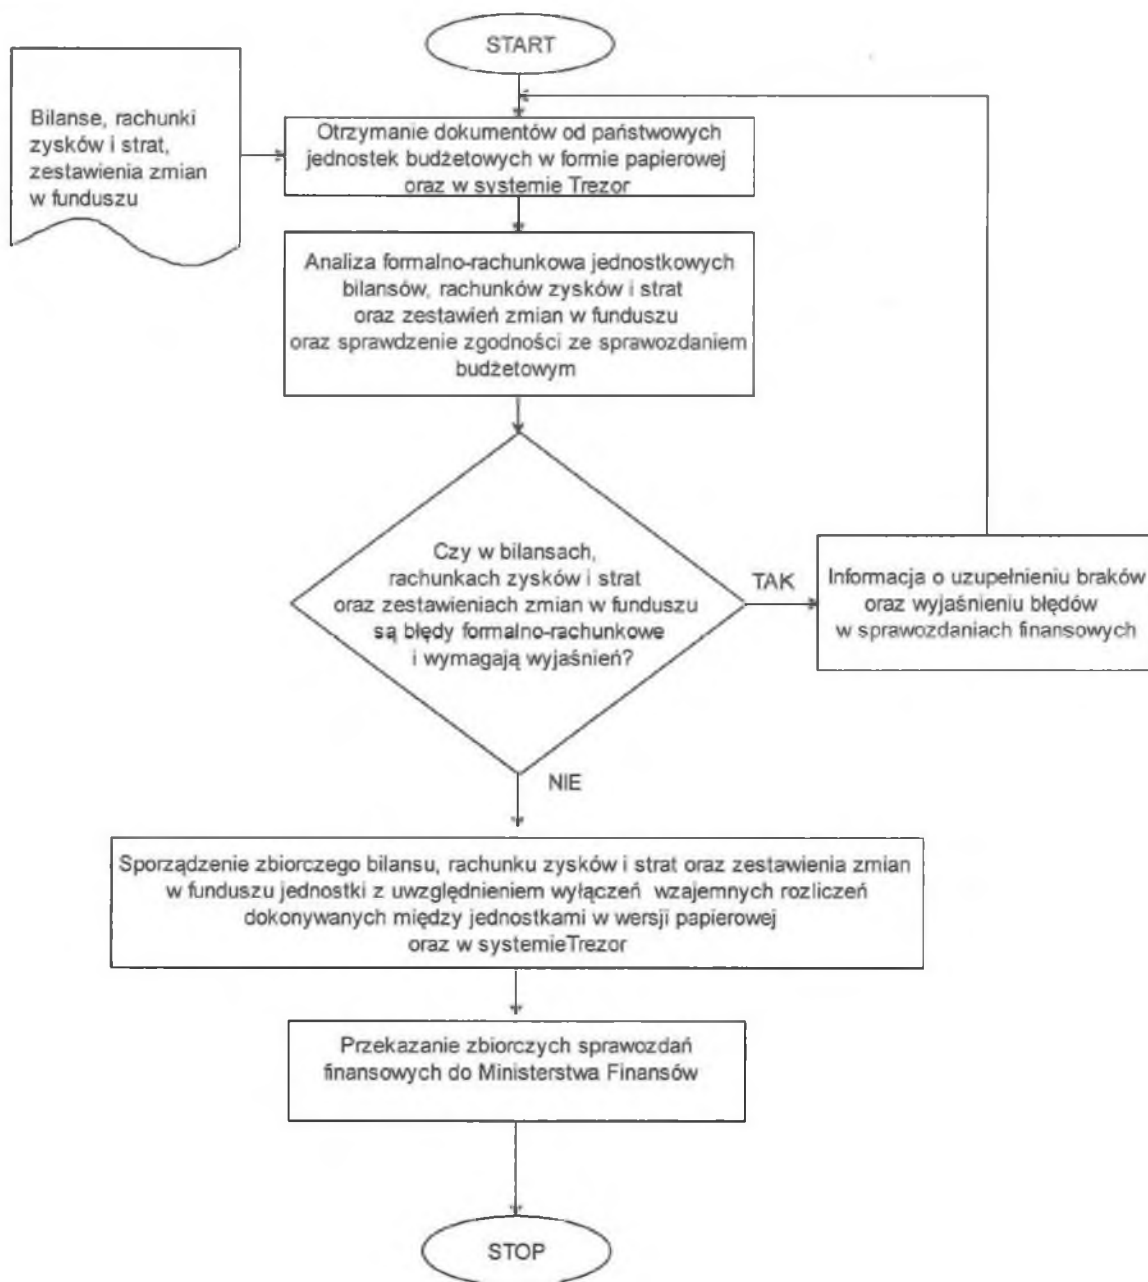 START
Bilanse, rachunki
zysków i strat,
zestawienia zmian
w funduszu
Otrzymanie dokumentów od państwowych
jednostek budżetowych w formie papierowej
oraz w systemie Trezor
Analiza formalno-rachunkowa jednostkowych
bilansów, rachunków zysków i strat
oraz zestawień zmian w funduszu
oraz sprawdzenie zgodności ze sprawozdaniem
budżetowym
Czy w bilansach,
rachunkach zysków i strat
oraz zestawieniach zmian w funduszu
są błędy formalno-rachunkowe
i wymagają wyjaśnień?
TAK
Informacja o uzupełnieniu braków
oraz wyjaśnieniu błędów
w sprawozdaniach finansowych
NIE
Sporządzenie zbiorczego bilansu, rachunku zysków i strat oraz zestawienia zmian
w funduszu jednostki z uwzględnieniem wyłączeń wzajemnych rozliczeń
dokonywanych między jednostkami w wersji papierowej
oraz w systemieTrezor
Przekazanie zbiorczych sprawozdań
finansowych do Ministerstwa Finansów
STOP